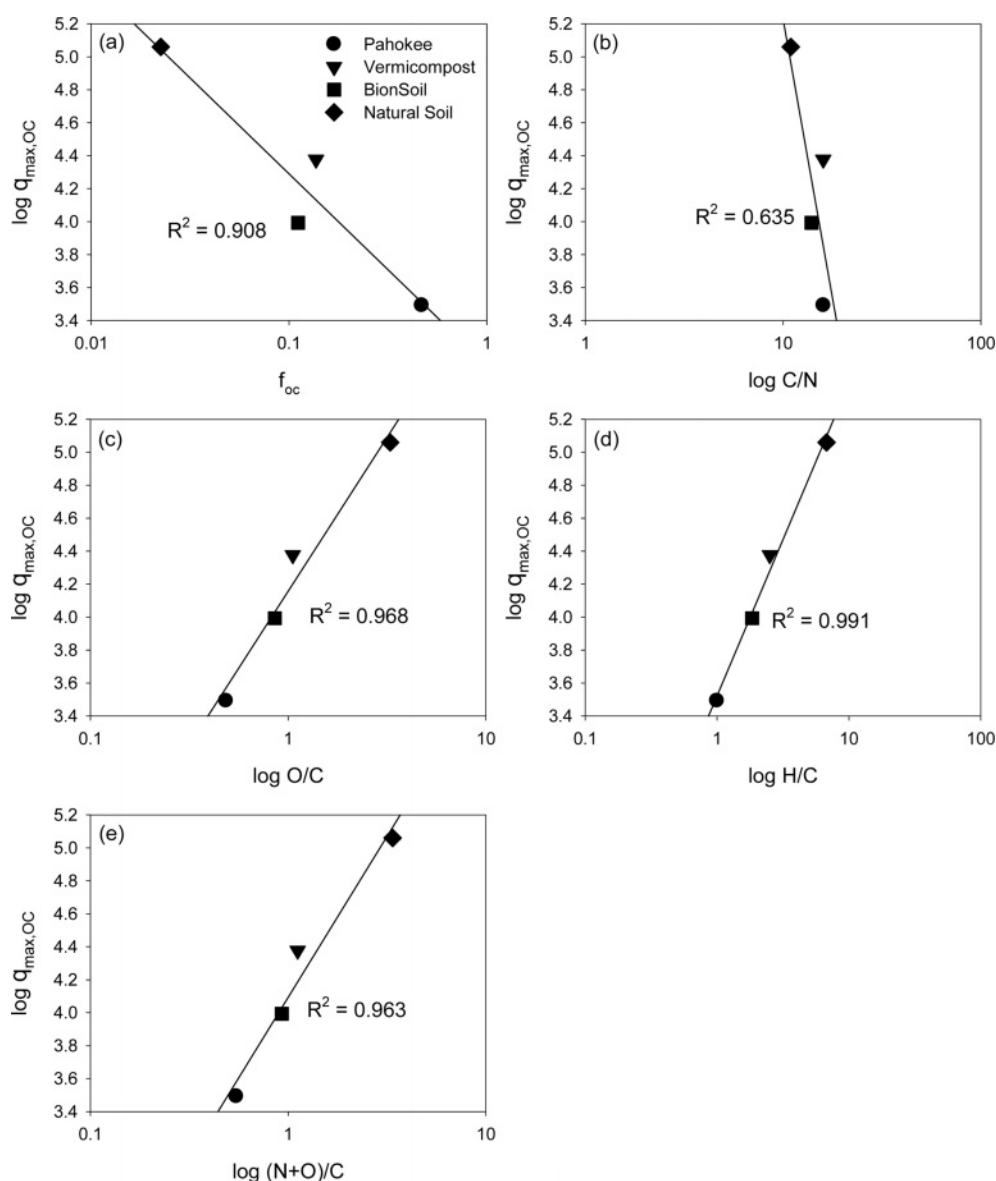 (a)
Pahokee
Vermicompost
BionSoil
Natural Soil
R² = 0.908
log q_max,OC
5.2
5.0
4.8
4.6
4.4
4.2
4.0
3.8
3.6
3.4
0.01 0.1 1
f_oc
(b)
R² = 0.635
log q_max,OC
5.2
5.0
4.8
4.6
4.4
4.2
4.0
3.8
3.6
3.4
1 10 100
log C/N
(c)
R² = 0.968
log q_max,OC
5.2
5.0
4.8
4.6
4.4
4.2
4.0
3.8
3.6
3.4
0.1 1 10
log O/C
(d)
R² = 0.991
log q_max,OC
5.2
5.0
4.8
4.6
4.4
4.2
4.0
3.8
3.6
3.4
0.1 1 10 100
log H/C
(e)
R² = 0.963
log q_max,OC
5.2
5.0
4.8
4.6
4.4
4.2
4.0
3.8
3.6
3.4
0.1 1 10
log (N+O)/C